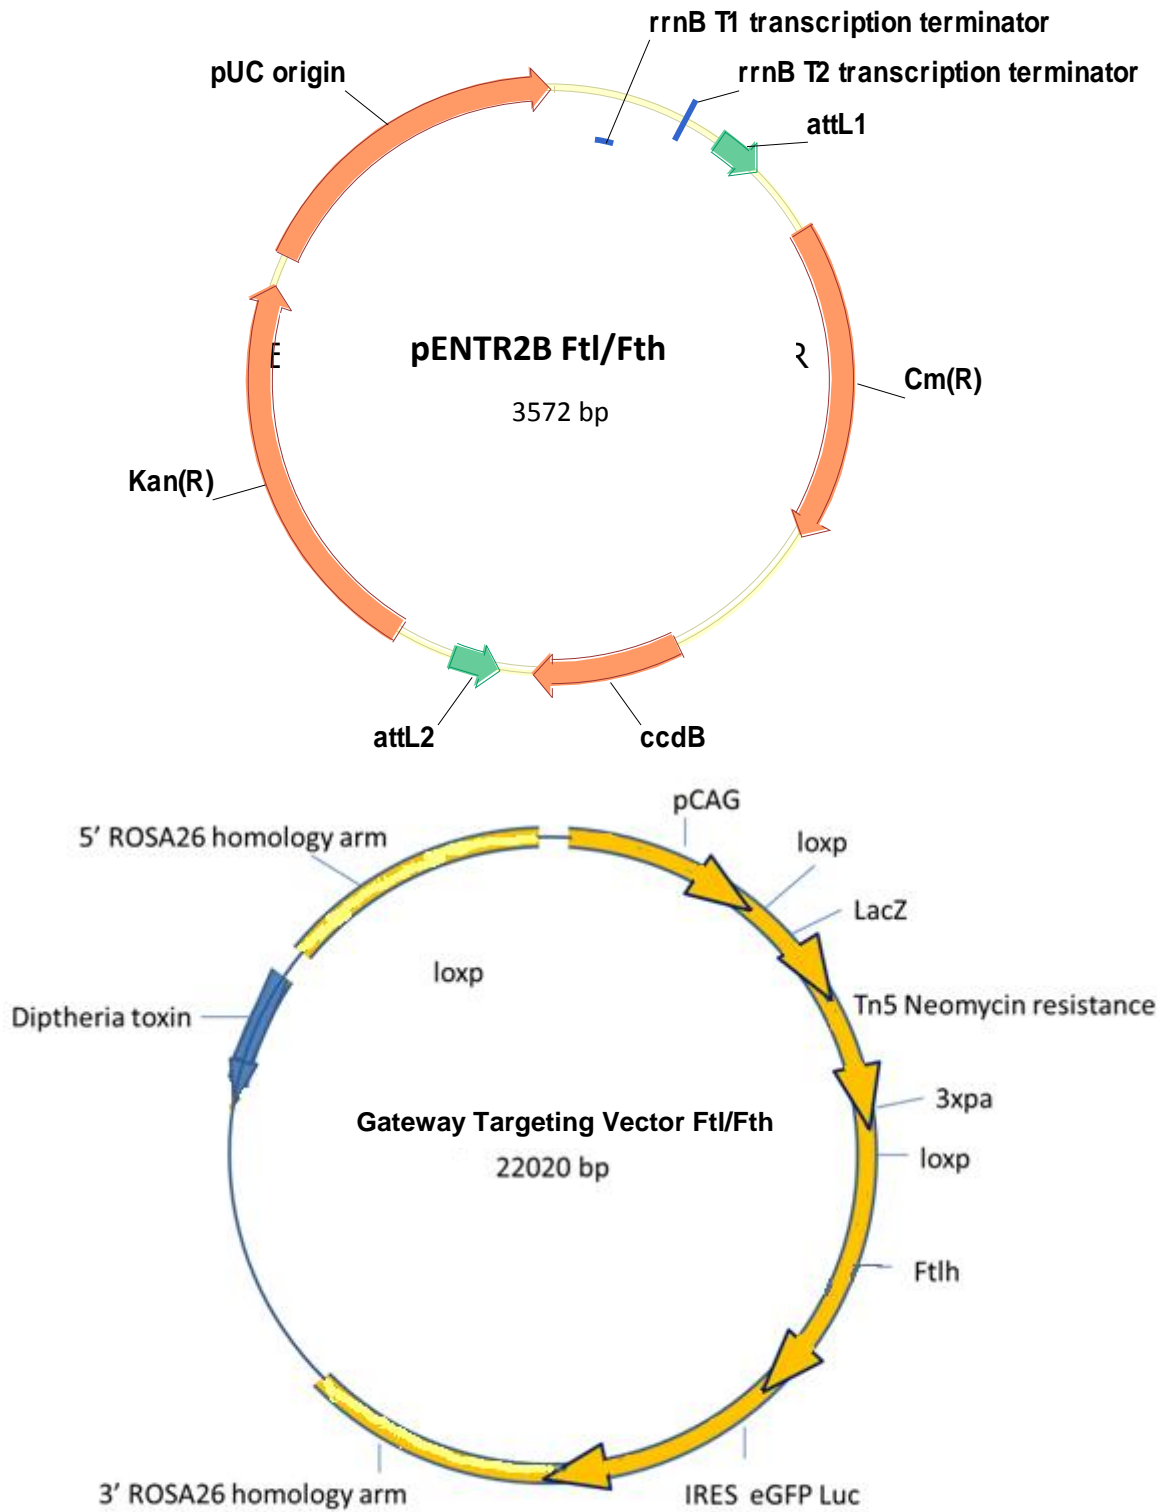 rrnB T1 transcription terminator
pUC origin
rrnB T2 transcription terminator
attL1
E
pENTR2B Ftl/Fth
R
Cm(R)
3572 bp
Kan(R)
attL2
ccdB
pCAG
5’ ROSA26 homology arm
loxp
LacZ
loxp
Diptheria toxin
Tn5 Neomycin resistance
3xpa
Gateway Targeting Vector Ftl/Fth
loxp
22020 bp
Ftlh
3’ ROSA26 homology arm
IRES eGFP Luc